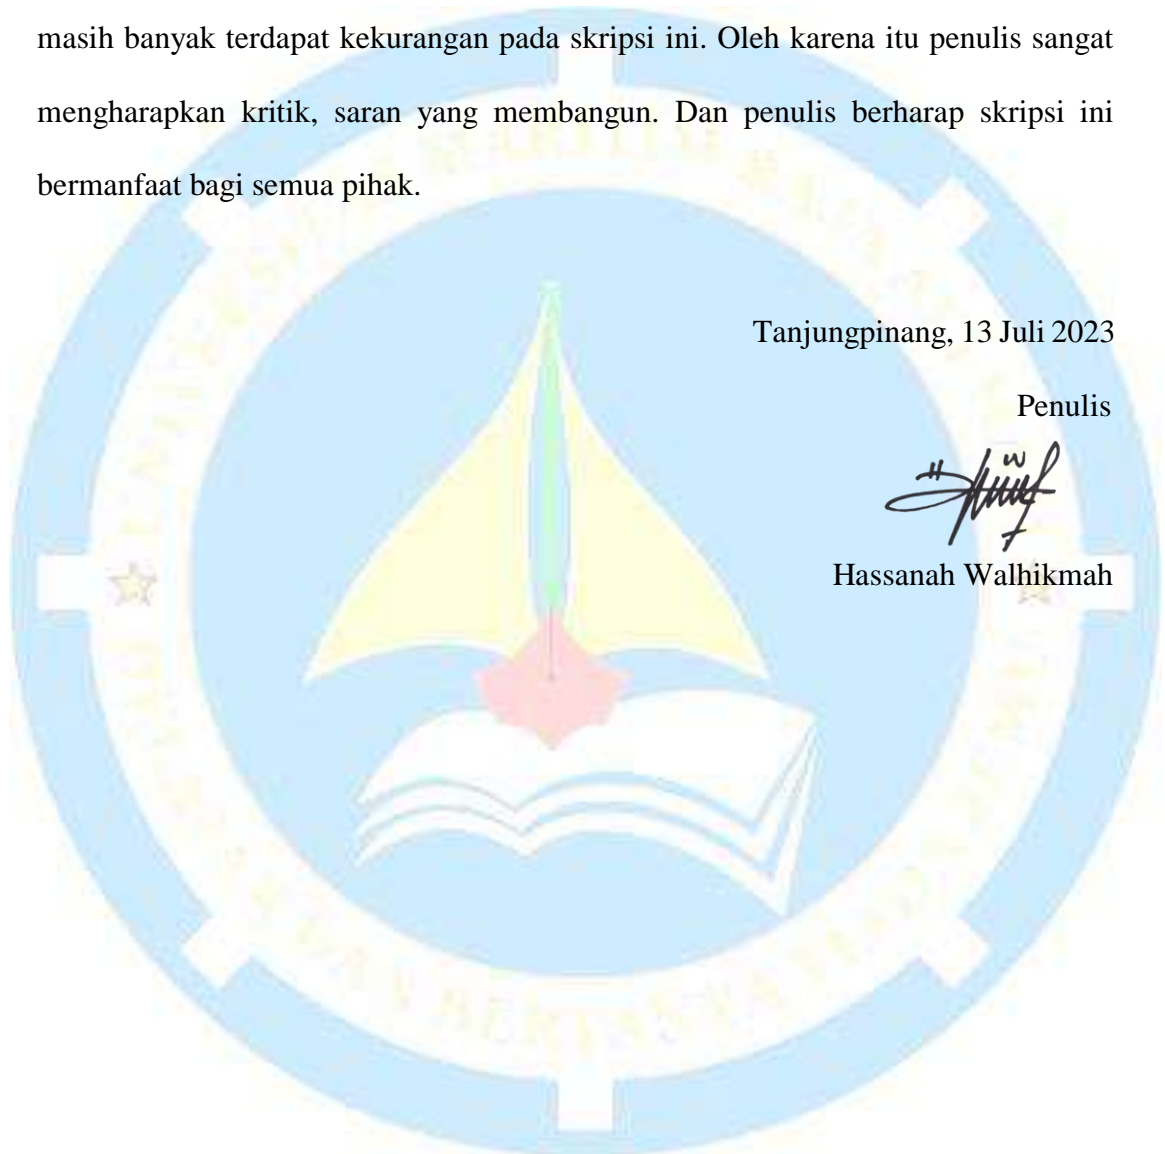 masih banyak terdapat kekurangan pada skripsi ini. Oleh karena itu penulis sangat
mengharapkan kritik, saran yang membangun. Dan penulis berharap skripsi ini
bermanfaat bagi semua pihak.
Tanjungpinang, 13 Juli 2023
Penulis
Hassanah Walhikmah